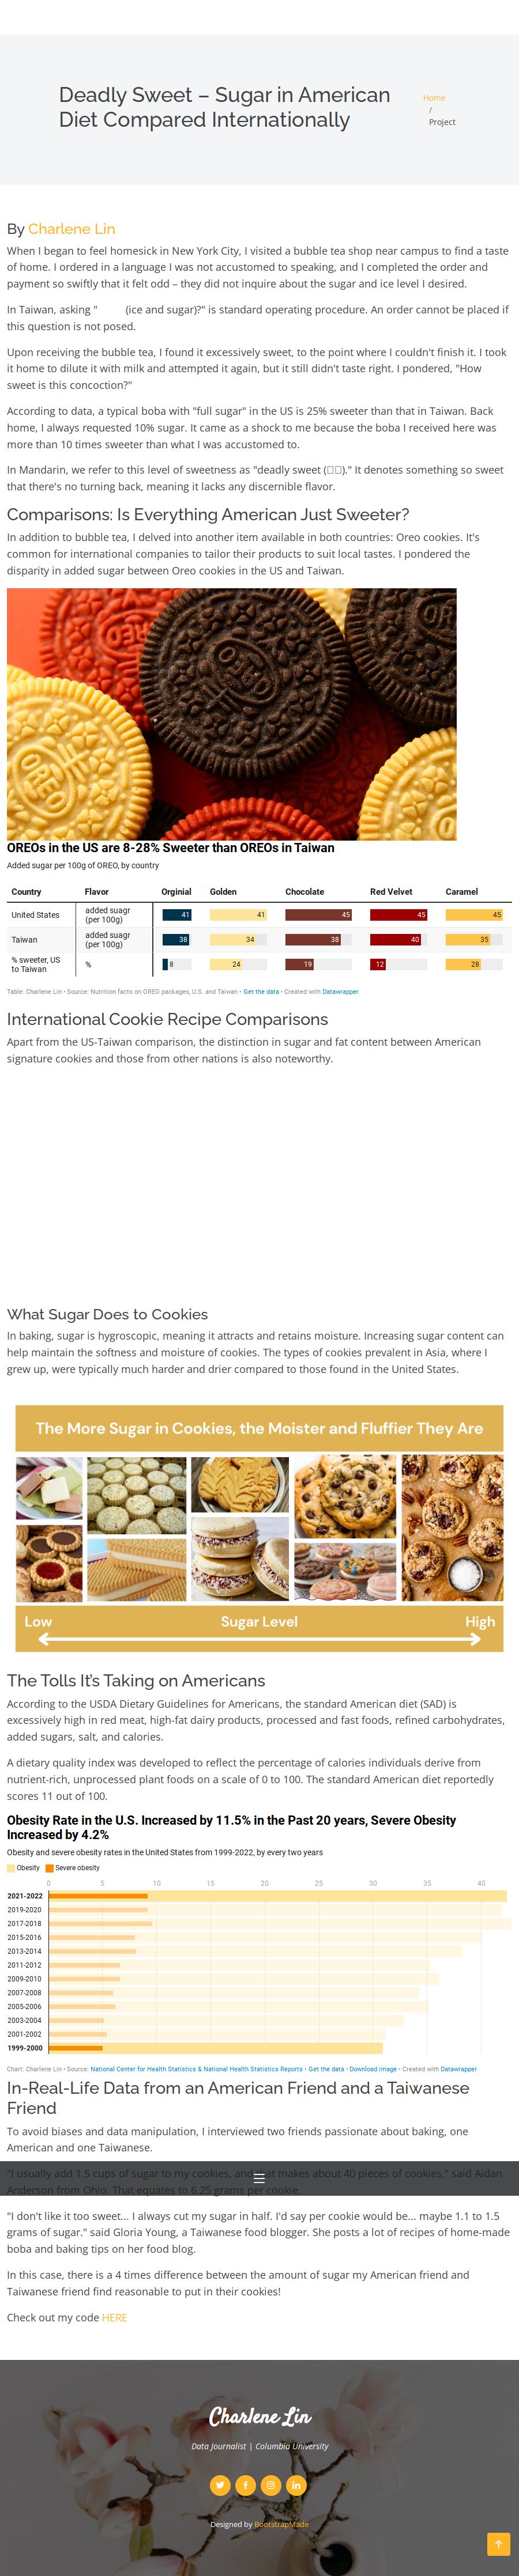 Deadly Sweet – Sugar in American
Diet Compared Internationally
Home
/
Project
By Charlene Lin
When I began to feel homesick in New York City, I visited a bubble tea shop near campus to find a taste
of home. I ordered in a language I was not accustomed to speaking, and I completed the order and
payment so swiftly that it felt odd – they did not inquire about the sugar and ice level I desired.
In Taiwan, asking " (ice and sugar)?" is standard operating procedure. An order cannot be placed if
this question is not posed.
Upon receiving the bubble tea, I found it excessively sweet, to the point where I couldn't finish it. I took
it home to dilute it with milk and attempted it again, but it still didn't taste right. I pondered, "How
sweet is this concoction?"
According to data, a typical boba with "full sugar" in the US is 25% sweeter than that in Taiwan. Back
home, I always requested 10% sugar. It came as a shock to me because the boba I received here was
more than 10 times sweeter than what I was accustomed to.
In Mandarin, we refer to this level of sweetness as "deadly sweet (□□)." It denotes something so sweet
that there's no turning back, meaning it lacks any discernible flavor.
Comparisons: Is Everything American Just Sweeter?
In addition to bubble tea, I delved into another item available in both countries: Oreo cookies. It's
common for international companies to tailor their products to suit local tastes. I pondered the
disparity in added sugar between Oreo cookies in the US and Taiwan.
OREO
OREOs in the US are 8-28% Sweeter than OREOs in Taiwan
Added sugar per 100g of OREO, by country
Country Flavor Orginial Golden Chocolate Red Velvet Caramel
United States added suagr (per 100g) 41 41 45 45 45
Taiwan added suagr (per 100g) 38 34 38 40 35
% sweeter, US to Taiwan % 8 24 19 12 28
Table: Charlene Lin • Source: Nutrition facts on OREO packages, U.S. and Taiwan • Get the data • Created with Datawrapper
International Cookie Recipe Comparisons
Apart from the US-Taiwan comparison, the distinction in sugar and fat content between American
signature cookies and those from other nations is also noteworthy.
What Sugar Does to Cookies
In baking, sugar is hygroscopic, meaning it attracts and retains moisture. Increasing sugar content can
help maintain the softness and moisture of cookies. The types of cookies prevalent in Asia, where I
grew up, were typically much harder and drier compared to those found in the United States.
The More Sugar in Cookies, the Moister and Fluffier They Are
Low Sugar Level High
The Tolls It's Taking on Americans
According to the USDA Dietary Guidelines for Americans, the standard American diet (SAD) is
excessively high in red meat, high-fat dairy products, processed and fast foods, refined carbohydrates,
added sugars, salt, and calories.
A dietary quality index was developed to reflect the percentage of calories individuals derive from
nutrient-rich, unprocessed plant foods on a scale of 0 to 100. The standard American diet reportedly
scores 11 out of 100.
Obesity Rate in the U.S. Increased by 11.5% in the Past 20 years, Severe Obesity
Increased by 4.2%
Obesity and severe obesity rates in the United States from 1999-2022, by every two years
Obesity Severe obesity
0 5 10 15 20 25 30 35 40
2021-2022
2019-2020
2017-2018
2015-2016
2013-2014
2011-2012
2009-2010
2007-2008
2005-2006
2003-2004
2001-2002
1999-2000
Chart: Charlene Lin • Source: National Center for Health Statistics & National Health Statistics Reports • Get the data • Download image • Created with Datawrapper
In-Real-Life Data from an American Friend and a Taiwanese
Friend
To avoid biases and data manipulation, I interviewed two friends passionate about baking, one
American and one Taiwanese.
"I usually add 1.5 cups of sugar to my cookies, and that makes about 40 pieces of cookies," said Aidan
Anderson from Ohio. That equates to 6.25 grams per cookie.
"I don't like it too sweet... I always cut my sugar in half. I'd say per cookie would be... maybe 1.1 to 1.5
grams of sugar." said Gloria Young, a Taiwanese food blogger. She posts a lot of recipes of home-made
boba and baking tips on her food blog.
In this case, there is a 4 times difference between the amount of sugar my American friend and
Taiwanese friend find reasonable to put in their cookies!
Check out my code HERE
Charlene Lin
Data Journalist | Columbia University
Designed by BootstrapMade